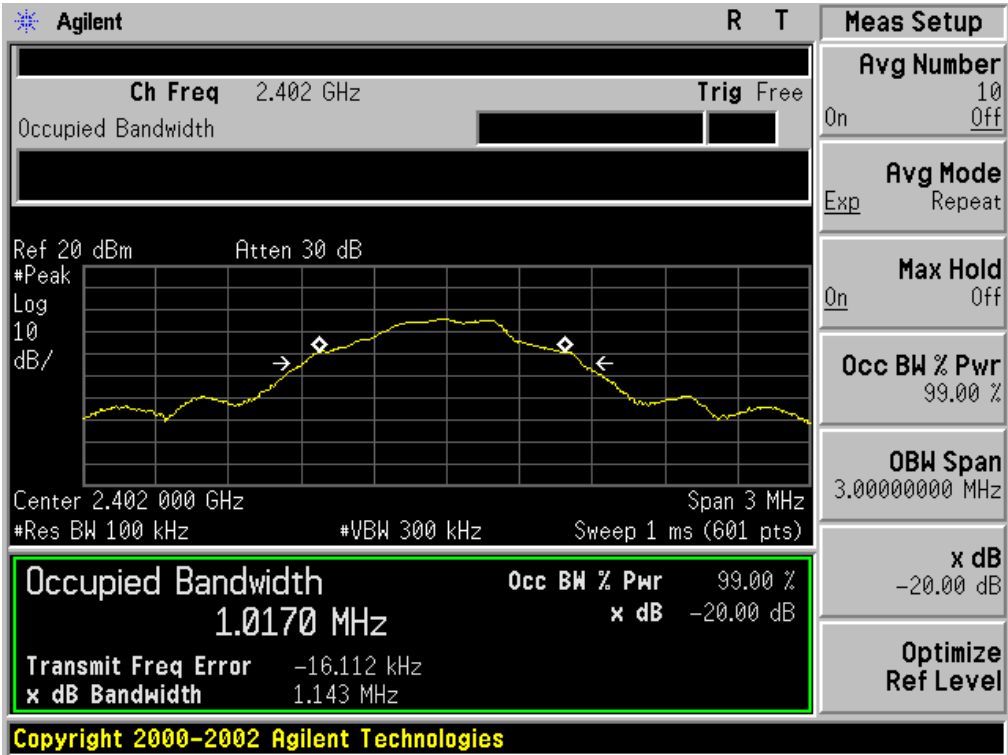 Agilent R T
Ch Freq 2.402 GHz Trig Free
Occupied Bandwidth
Ref 20 dBm Atten 30 dB
#Peak
Log
10
dB/
Center 2.402 000 GHz Span 3 MHz
#Res BW 100 kHz #VBW 300 kHz Sweep 1 ms (601 pts)
Occupied Bandwidth
1.0170 MHz
Occ BW % Pwr 99.00 %
x dB -20.00 dB
Transmit Freq Error -16.112 kHz
x dB Bandwidth 1.143 MHz
Copyright 2000-2002 Agilent Technologies
Meas Setup
Avg Number
10
On Off
Avg Mode
Exp Repeat
Max Hold
On Off
Occ BW % Pwr
99.00 %
OBW Span
3.00000000 MHz
x dB
-20.00 dB
Optimize
Ref Level